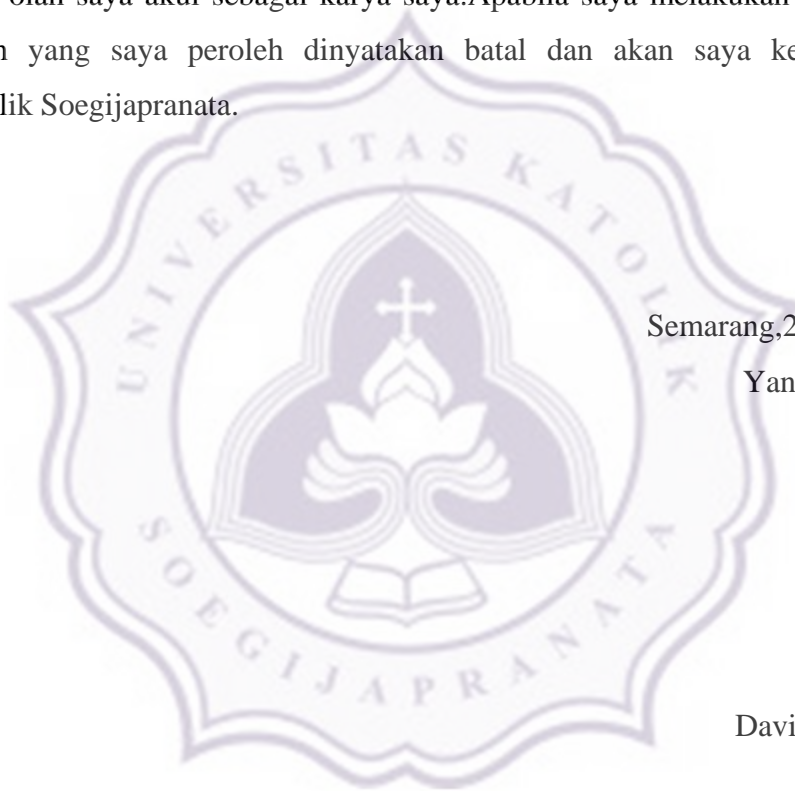 olah saya akui sebagai karya saya.Apabila saya melakukan
n yang saya peroleh dinyatakan batal dan akan saya ke
lik Soegijapranata.
UNIVERSITAS KATOLIK
SOEGIJAPRANATA
Semarang,2
Yan
Davi